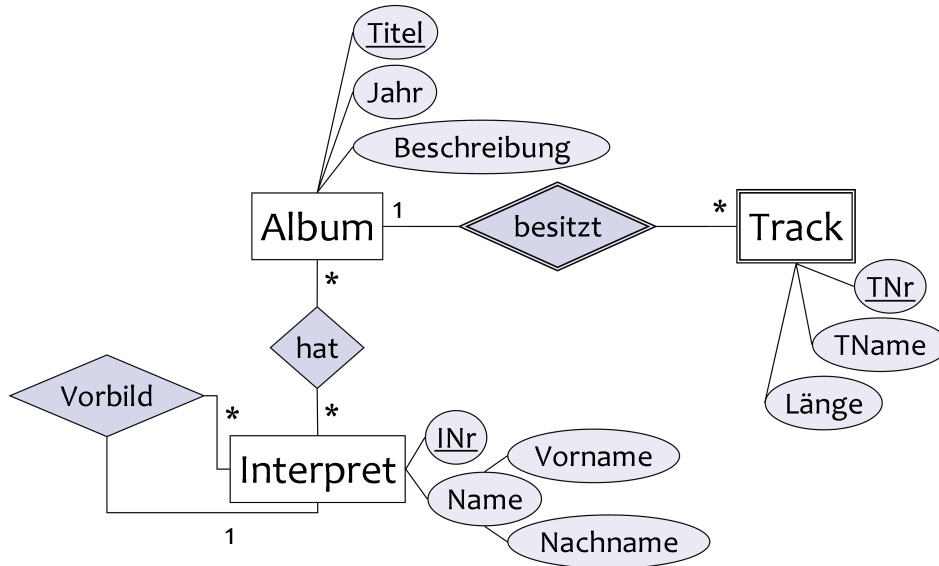 Titel
Jahr
Beschreibung
Album
1
besitzt
*
Track
*
TNr
TName
Länge
hat
Vorbild
*
*
Interpret
INr
Name
Vorname
Nachname
1